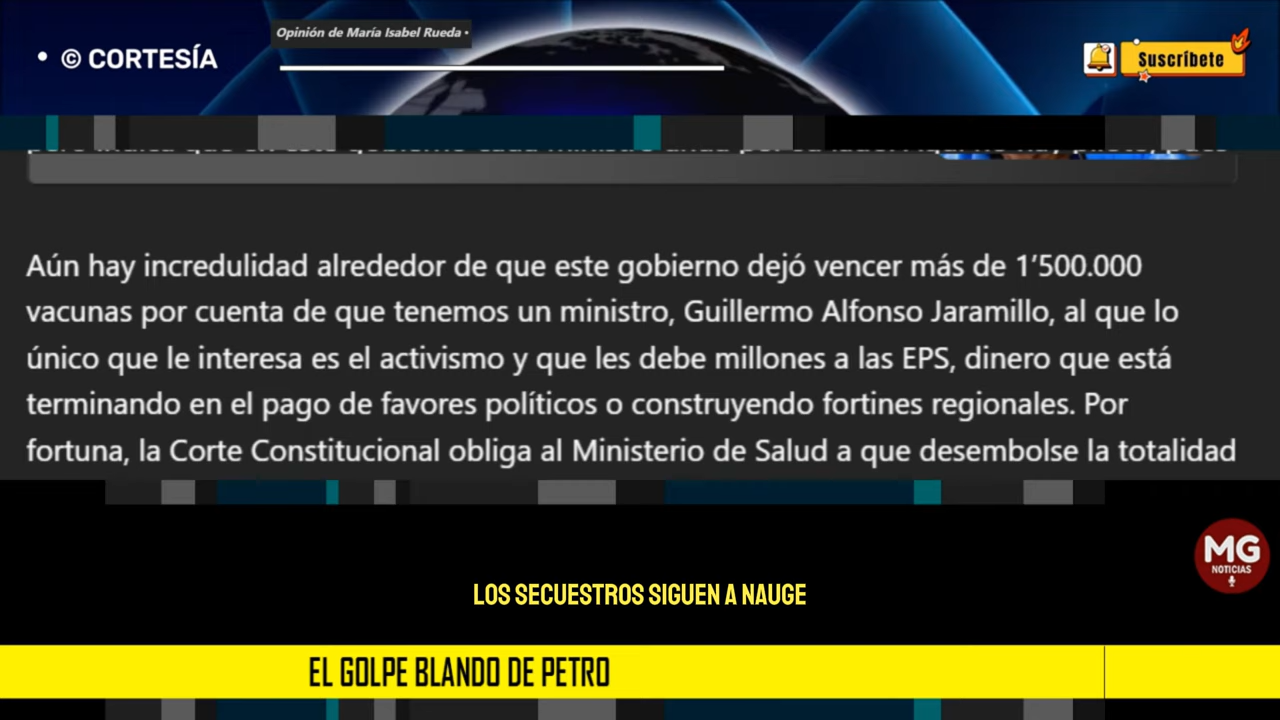 Opinión de María Isabel Rueda •
• © CORTESÍA
Suscríbete
Aún hay incredulidad alrededor de que este gobierno dejó vencer más de 1’500.000
vacunas por cuenta de que tenemos un ministro, Guillermo Alfonso Jaramillo, al que lo
único que le interesa es el activismo y que les debe millones a las EPS, dinero que está
terminando en el pago de favores políticos o construyendo fortines regionales. Por
fortuna, la Corte Constitucional obliga al Ministerio de Salud a que desembolse la totalidad
MG
NOTICIAS
LOS SECUESTROS SIGUEN A NAUGE
EL GOLPE BLANDO DE PETRO